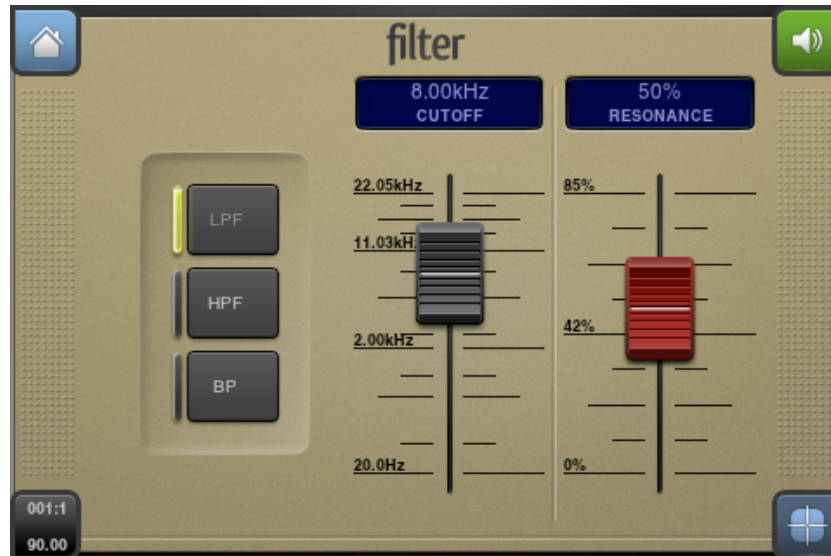 filter
8.00kHz
CUTOFF
50%
RESONANCE
22.05kHz
11.03kHz
2.00kHz
20.0Hz
85%
42%
0%
LPF
HPF
BP
001:1
90.00